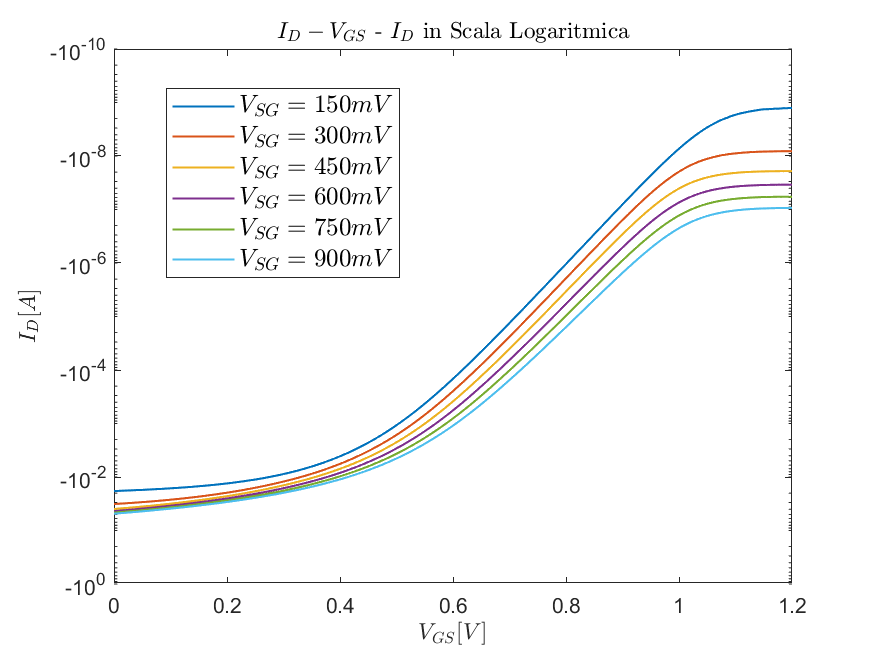 I_D − V_GS - I_D in Scala Logaritmica
-10^-10
-10^-8
-10^-6
-10^-4
-10^-2
-10^0
I_D[A]
V_SG = 150mV
V_SG = 300mV
V_SG = 450mV
V_SG = 600mV
V_SG = 750mV
V_SG = 900mV
0 0.2 0.4 0.6 0.8 1 1.2
V_GS[V]